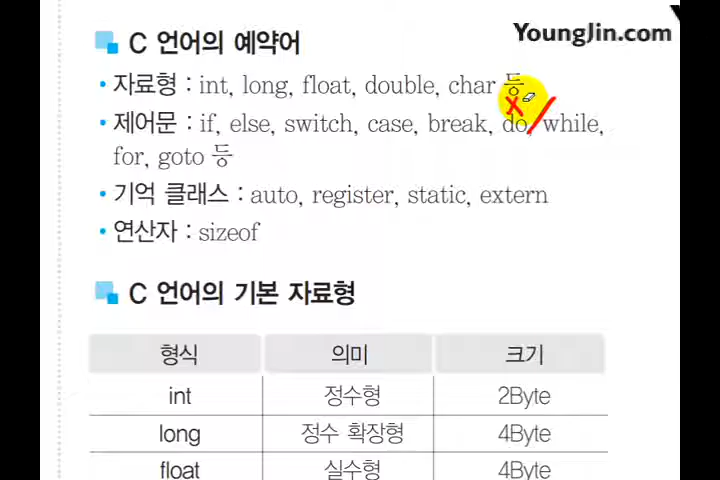 YoungJin.com
C 언어의 예약어
• 자료형 : int, long, float, double, char 등
• 제어문 : if, else, switch, case, break, do, while,
for, goto 등
• 기억 클래스 : auto, register, static, extern
• 연산자 : sizeof
C 언어의 기본 자료형
형식 의미 크기
int 정수형 2Byte
long 정수 확장형 4Byte
float 실수형 4Byte